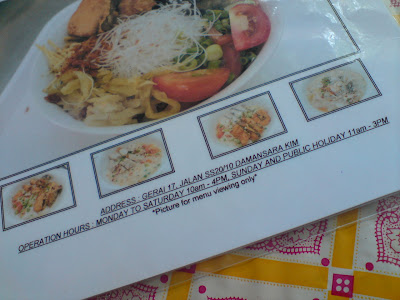 ADDRESS : GERAI 17, JALAN SS20/10 DAMANSARA KIM
OPERATION HOURS : MONDAY TO SATURDAY 10am - 4PM, SUNDAY AND PUBLIC HOLIDAY 11am - 3PM
"Picture for menu viewing only"